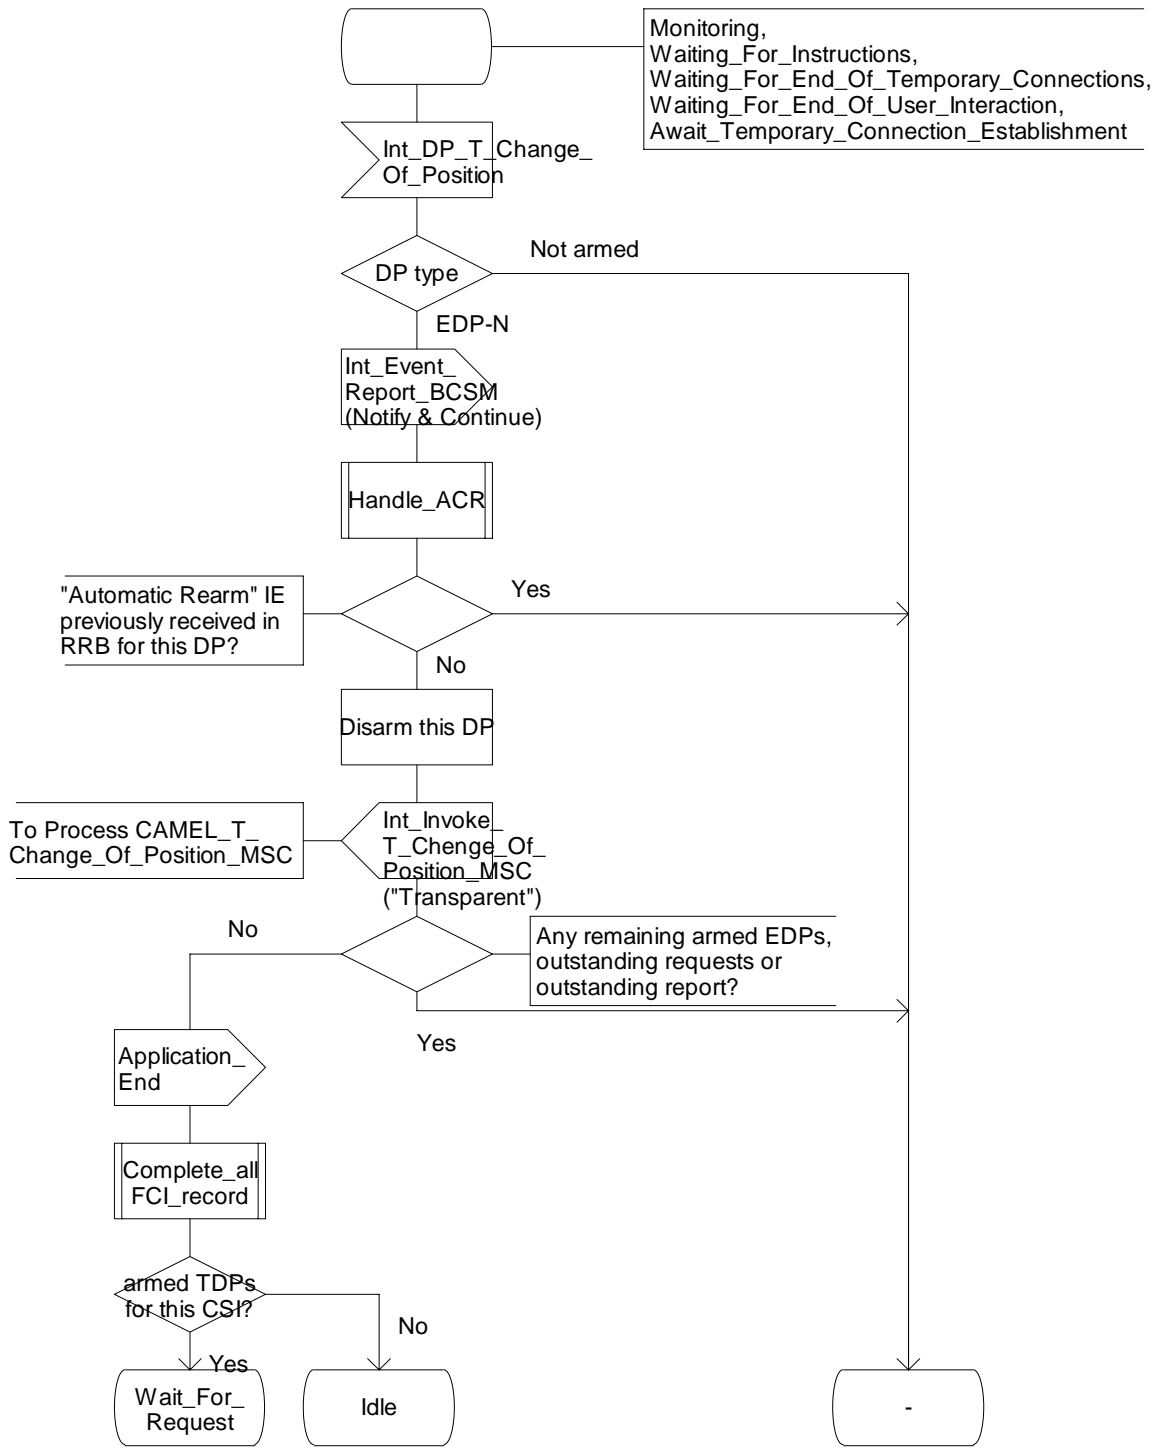 Monitoring,
Waiting_For_Instructions,
Waiting_For_End_Of_Temporary_Connections,
Waiting_For_End_Of_User_Interaction,
Await_Temporary_Connection_Establishment
Int_DP_T_Change_
Of_Position
Not armed
DP type
EDP-N
Int_Event_
Report_BCSM
(Notify & Continue)
Handle_ACR
"Automatic Rearm" IE
previously received in
RRB for this DP?
Yes
No
Disarm this DP
To Process CAMEL_T_
Change_Of_Position_MSC
Int_Invoke_
T_Chenge_Of_
Position_MSC
("Transparent")
No
Any remaining armed EDPs,
outstanding requests or
outstanding report?
Yes
Application_
End
Complete_all
FCI_record
armed TDPs
for this CSI?
No
Yes
Wait_For_
Request
Idle
-